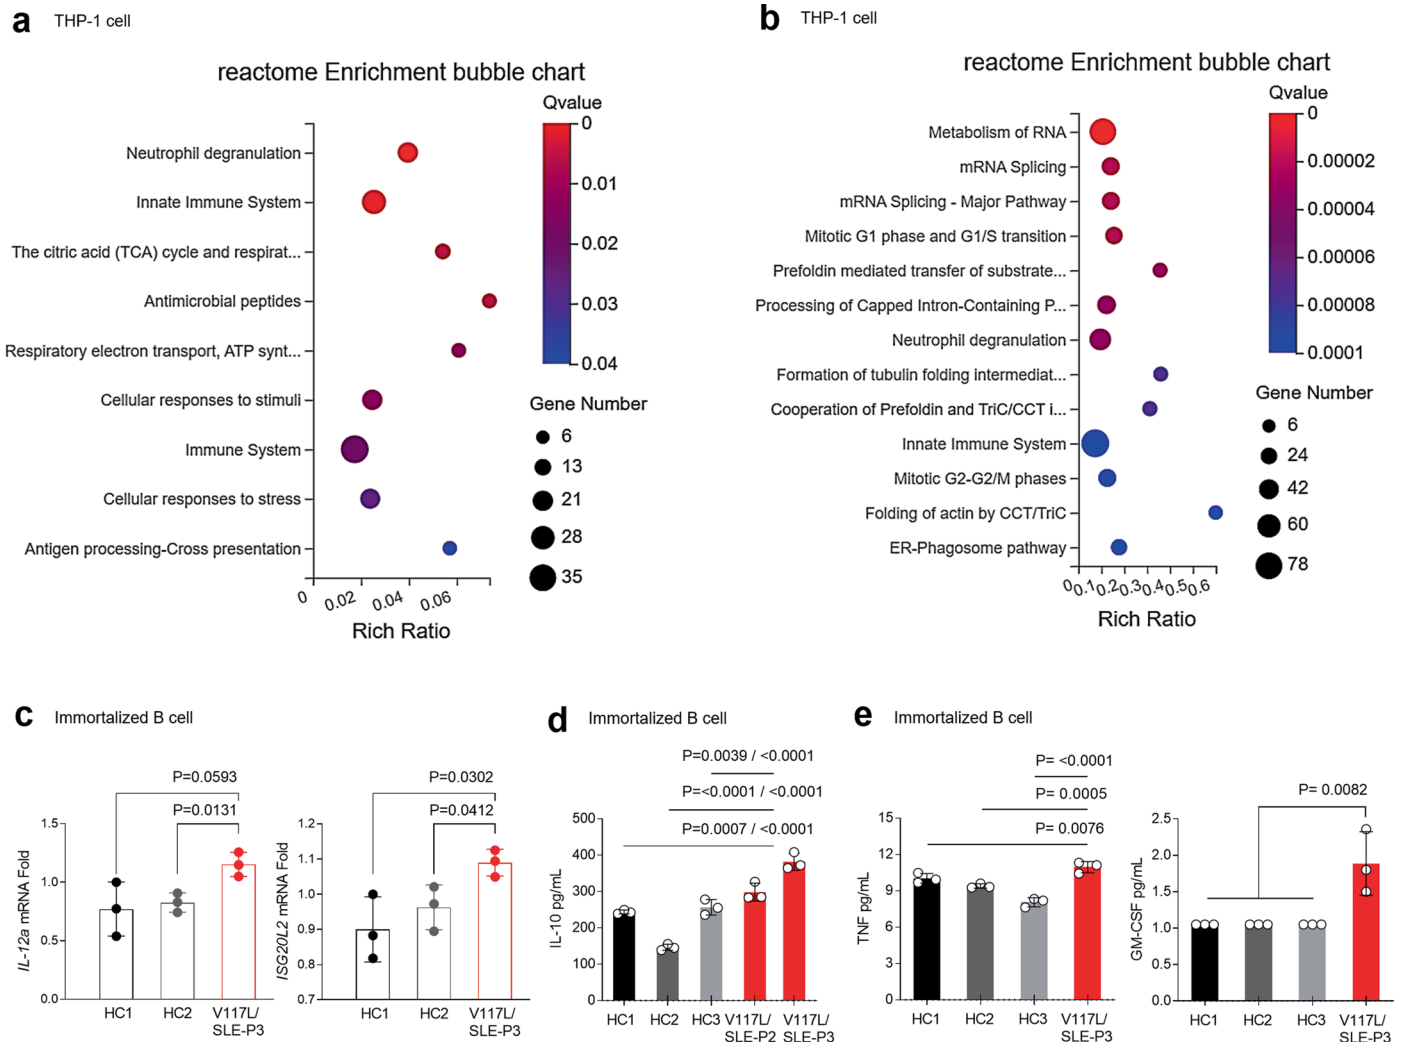 a THP-1 cell
reactome Enrichment bubble chart
Qvalue
0
0.01
0.02
0.03
0.04
Neutrophil degranulation
Innate Immune System
The citric acid (TCA) cycle and respirat...
Antimicrobial peptides
Respiratory electron transport, ATP synt...
Cellular responses to stimuli
Immune System
Cellular responses to stress
Antigen processing-Cross presentation
Gene Number
6
13
21
28
35
0 0.02 0.04 0.06
Rich Ratio
b THP-1 cell
reactome Enrichment bubble chart
Qvalue
0
0.00002
0.00004
0.00006
0.00008
0.0001
Metabolism of RNA
mRNA Splicing
mRNA Splicing - Major Pathway
Mitotic G1 phase and G1/S transition
Prefoldin mediated transfer of substrate...
Processing of Capped Intron-Containing P...
Neutrophil degranulation
Formation of tubulin folding intermediat...
Cooperation of Prefoldin and TriC/CCT i...
Innate Immune System
Mitotic G2-G2/M phases
Folding of actin by CCT/TriC
ER-Phagosome pathway
Gene Number
6
24
42
60
78
0 0.1 0.2 0.3 0.4 0.5 0.6
Rich Ratio
c Immortalized B cell
P=0.0593
P=0.0131
IL-12a mRNA Fold
1.5
1.0
0.5
0.0
HC1 HC2 V117L/
SLE-P3
P=0.0302
P=0.0412
ISG20L2 mRNA Fold
1.2
1.1
1.0
0.9
0.8
0.7
HC1 HC2 V117L/
SLE-P3
d Immortalized B cell
P=0.0039 / <0.0001
P=<0.0001 / <0.0001
P=0.0007 / <0.0001
IL-10 pg/mL
500
400
300
200
100
0
HC1 HC2 HC3 V117L/ V117L/
SLE-P2 SLE-P3
e Immortalized B cell
P= <0.0001
P= 0.0005
P= 0.0076
TNF pg/mL
15
12
9
6
3
0
HC1 HC2 HC3 V117L/
SLE-P3
P= 0.0082
GM-CSF pg/mL
2.5
2.0
1.5
1.0
0.5
0.0
HC1 HC2 HC3 V117L/
SLE-P3